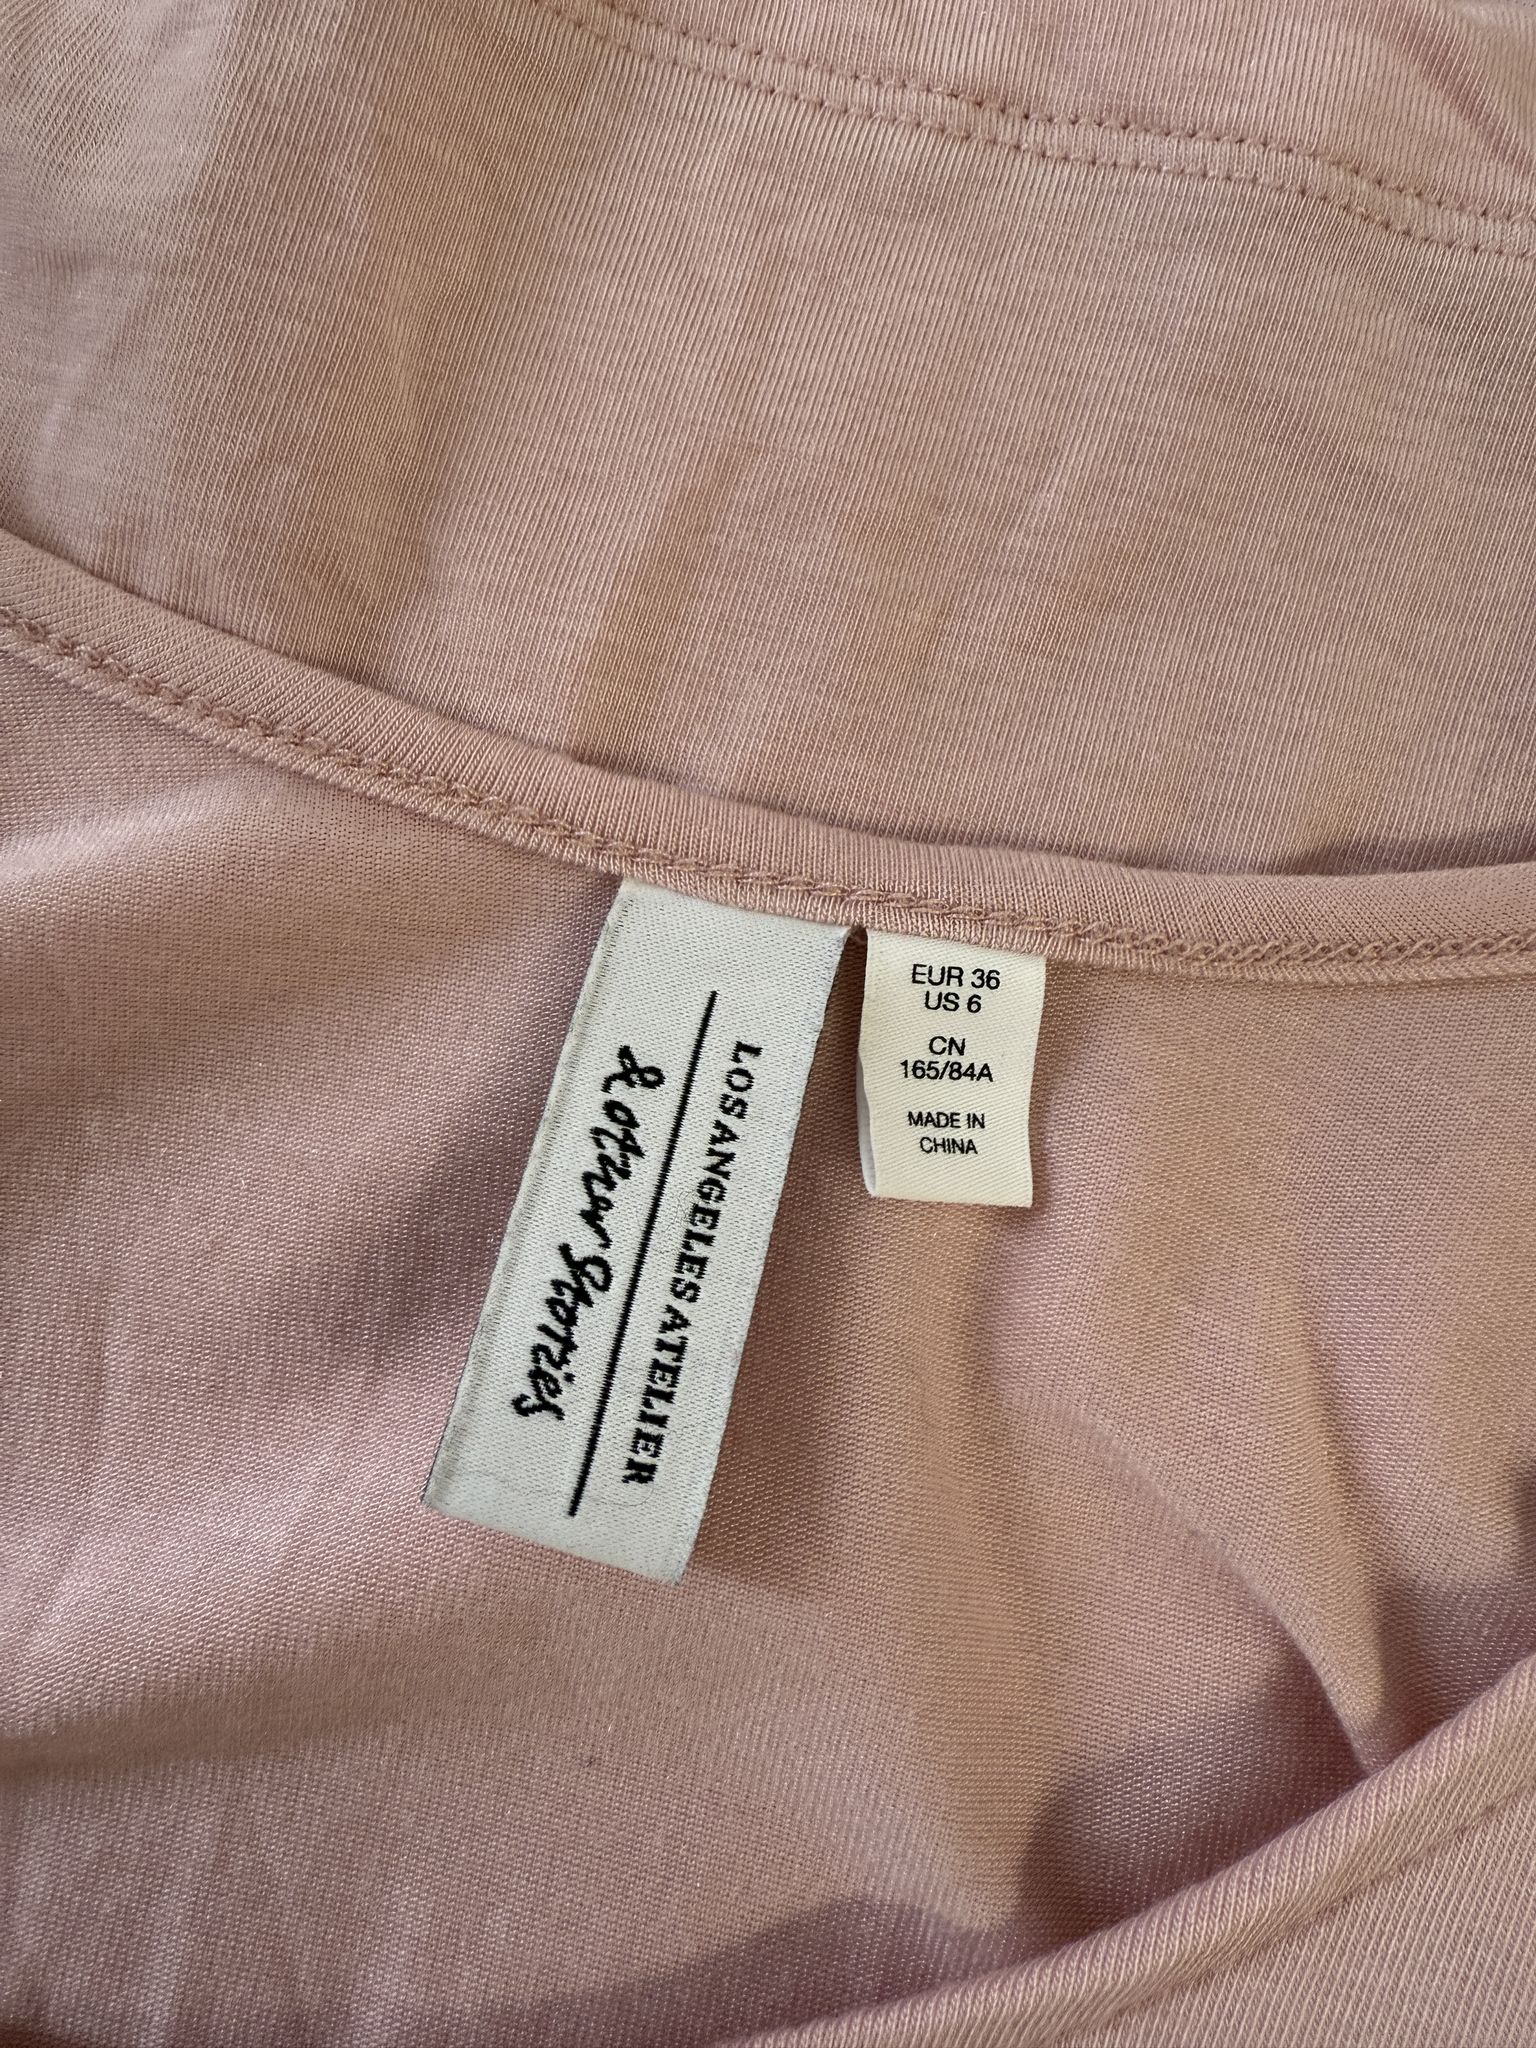 & other Stories
LOS ANGELES ATELIER
EUR 36
US 6
CN
165/84A
MADE IN
CHINA